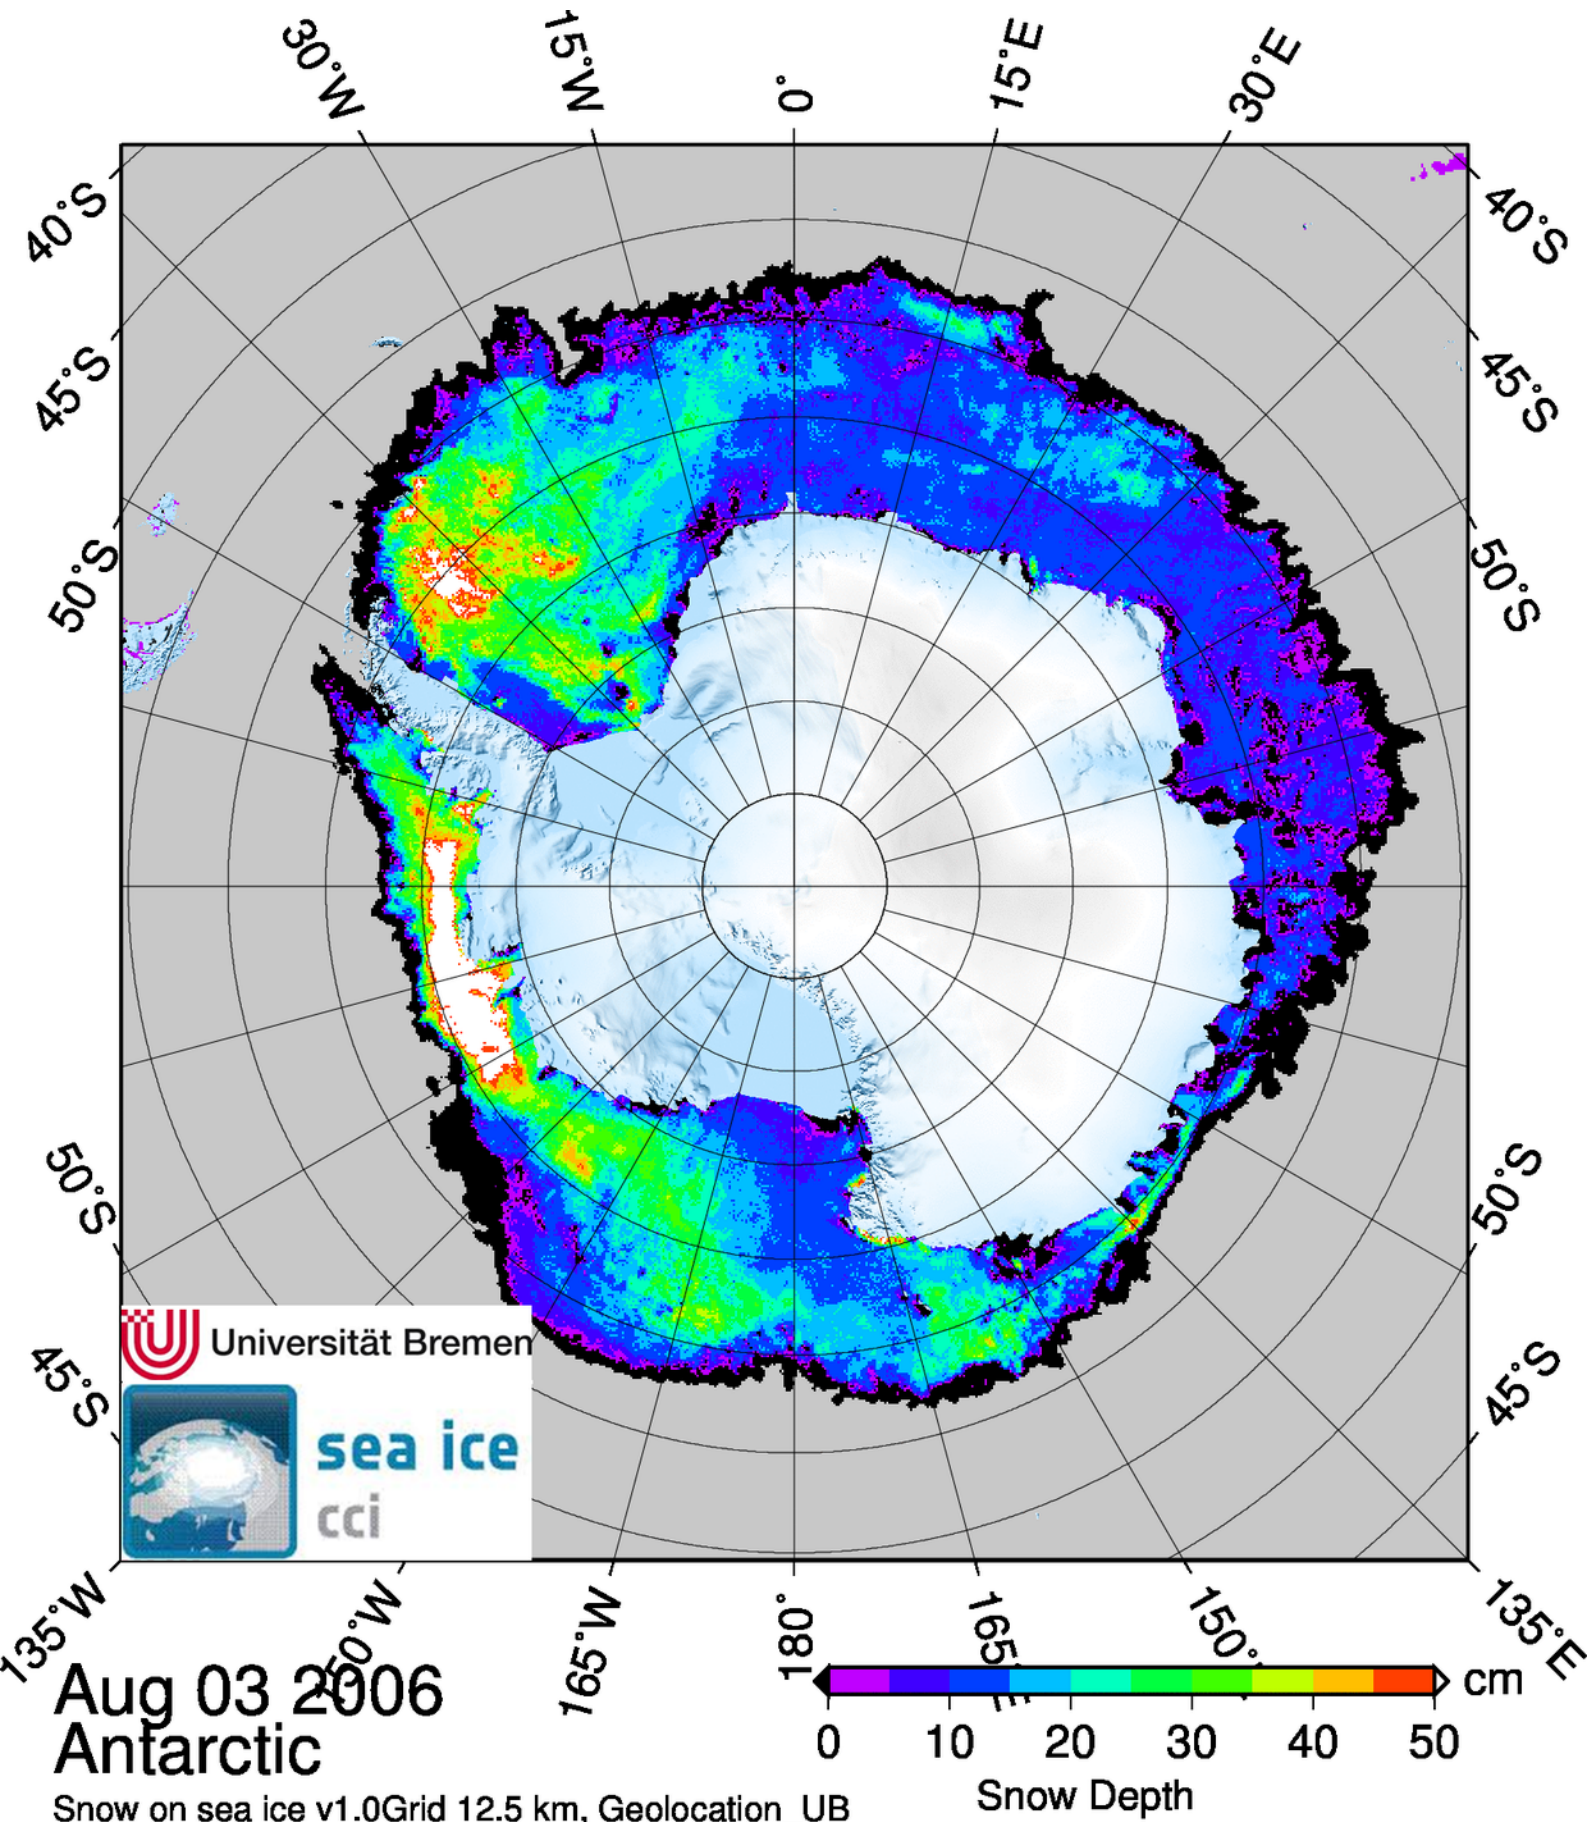 30°W 15°W 0° 15°E 30°E
40°S 40°S
45°S 45°S
50°S 50°S
50°S 50°S
45°S 45°S
Universität Bremen
sea ice
cci
135°W 150°W 165°W 180° 165°E 150° 135°E
Aug 03 2006
Antarctic
Snow on sea ice v1.0Grid 12.5 km, Geolocation UB
cm
0 10 20 30 40 50
Snow Depth